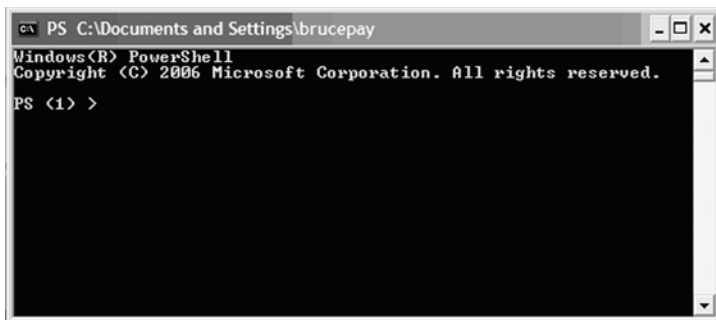 PS C:\Documents and Settings\brucepay
Windows(R) PowerShell
Copyright (C) 2006 Microsoft Corporation. All rights reserved.
PS (1) >